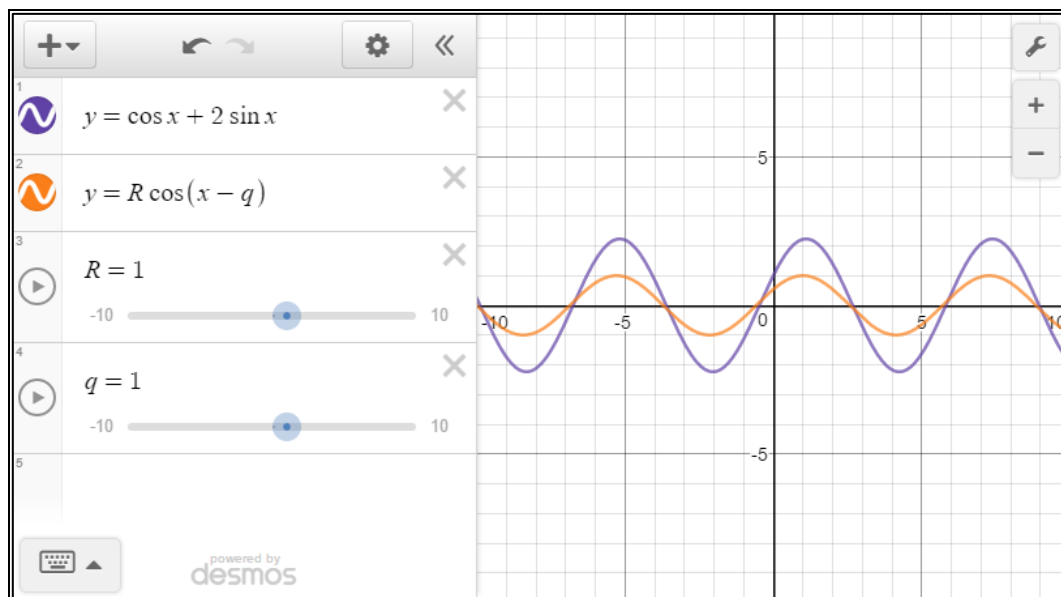 1
y = cos x + 2 sin x
2
y = R cos(x − q)
3
R = 1
-10 10
4
q = 1
-10 10
5
powered by
desmos
5
-10 -5 0 5 10
-5